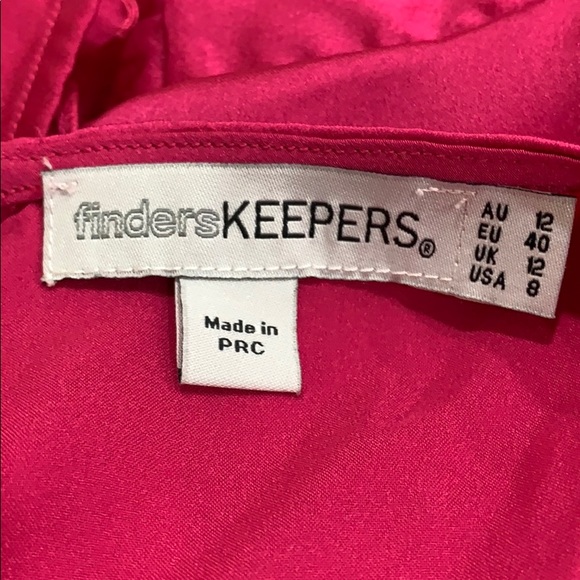 findersKEEPERS®
AU 12
EU 40
UK 12
USA 8
Made in
PRC